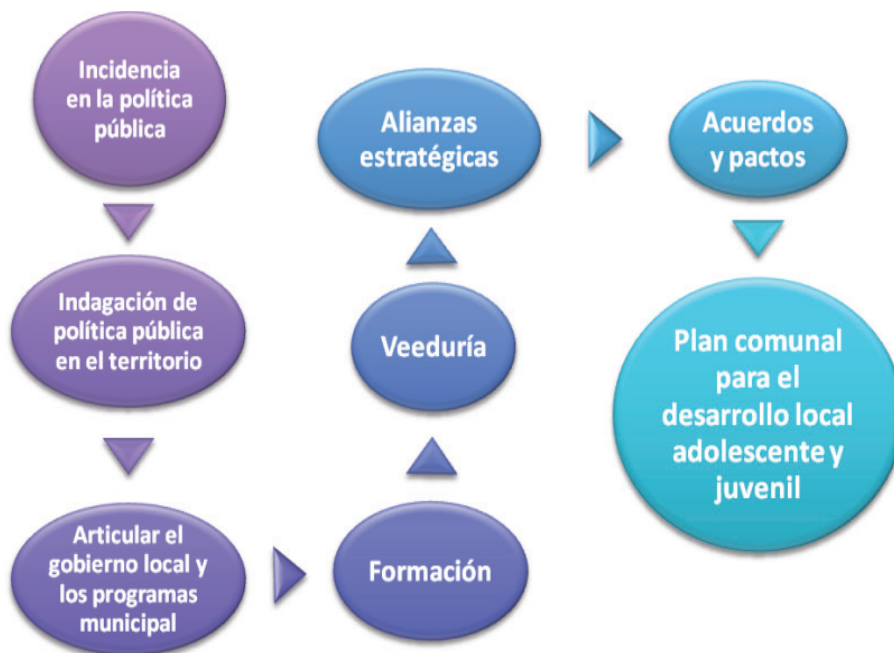 Incidencia
en la política
pública
Indagación de
política pública
en el territorio
Articular el
gobierno local y
los programas
municipal
Formación
Veeduría
Alianzas
estratégicas
Acuerdos
y pactos
Plan comunal
para el
desarrollo local
adolescente y
juvenil